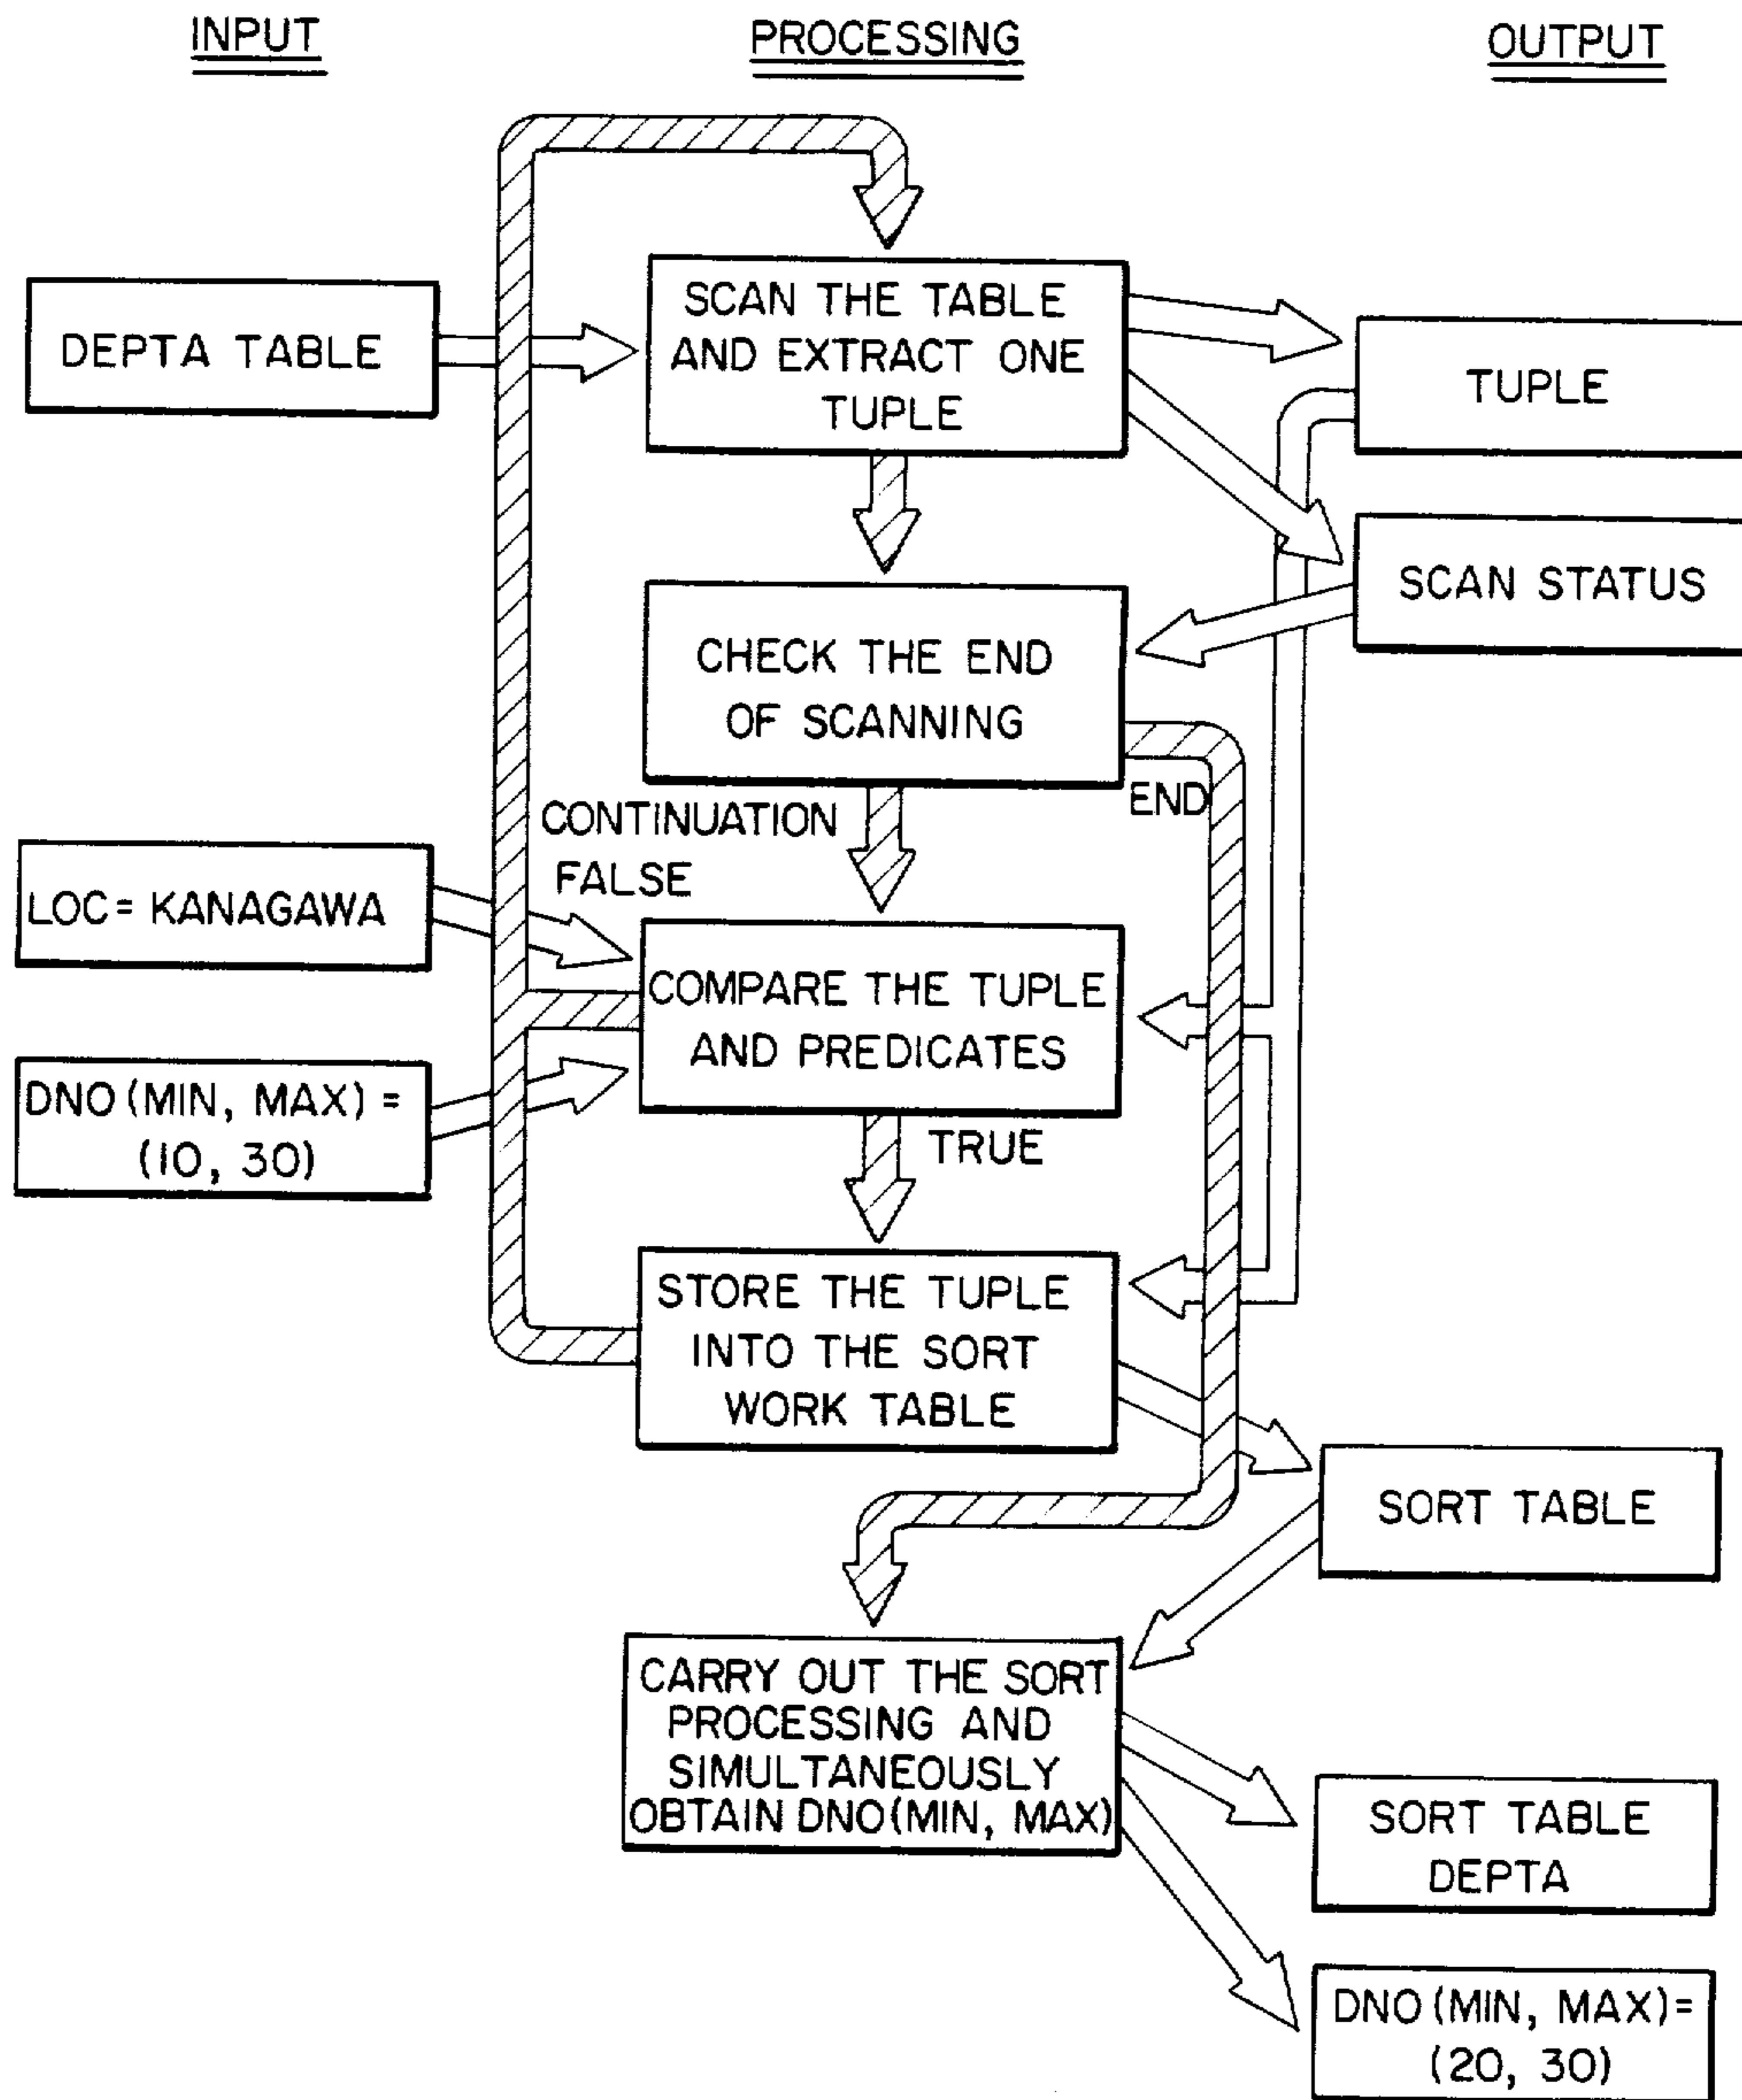 INPUT
PROCESSING
OUTPUT
DEPTA TABLE
SCAN THE TABLE
AND EXTRACT ONE
TUPLE
TUPLE
SCAN STATUS
CHECK THE END
OF SCANNING
END
CONTINUATION
FALSE
LOC= KANAGAWA
COMPARE THE TUPLE
AND PREDICATES
DNO (MIN, MAX) =
(10, 30)
TRUE
STORE THE TUPLE
INTO THE SORT
WORK TABLE
SORT TABLE
CARRY OUT THE SORT
PROCESSING AND
SIMULTANEOUSLY
OBTAIN DNO(MIN, MAX)
SORT TABLE
DEPTA
DNO (MIN, MAX)=
(20, 30)